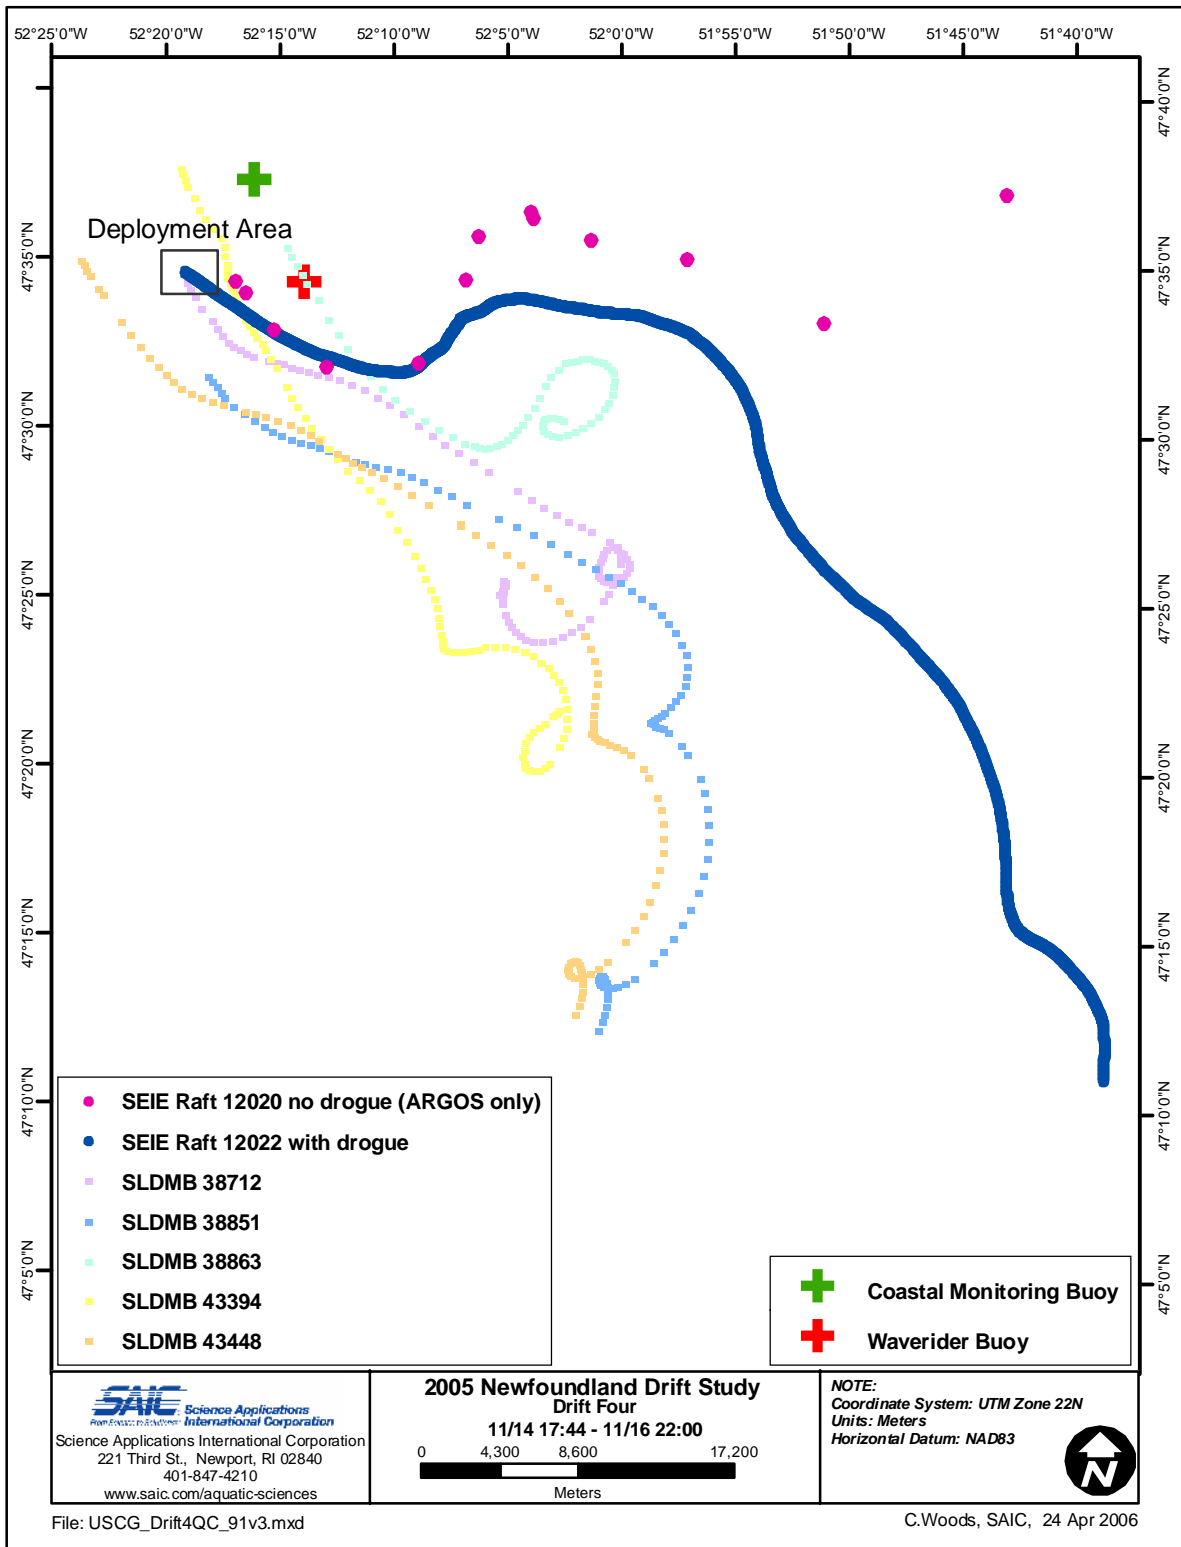 52°25'0"W 52°20'0"W 52°15'0"W 52°10'0"W 52°5'0"W 52°0'0"W 51°55'0"W 51°50'0"W 51°45'0"W 51°40'0"W
47°40'0"N
47°35'0"N
47°35'0"N
47°30'0"N
47°30'0"N
47°25'0"N
47°25'0"N
47°20'0"N
47°20'0"N
47°15'0"N
47°15'0"N
47°10'0"N
47°10'0"N
47°5'0"N
47°5'0"N
Deployment Area
SEIE Raft 12020 no drogue (ARGOS only)
SEIE Raft 12022 with drogue
SLDMB 38712
SLDMB 38851
SLDMB 38863
SLDMB 43394
SLDMB 43448
Coastal Monitoring Buoy
Waverider Buoy
SAIC
Science Applications
International Corporation
From Science to Solutions
Science Applications International Corporation
221 Third St., Newport, RI 02840
401-847-4210
www.saic.com/aquatic-sciences
2005 Newfoundland Drift Study
Drift Four
11/14 17:44 - 11/16 22:00
0 4,300 8,600 17,200
Meters
NOTE:
Coordinate System: UTM Zone 22N
Units: Meters
Horizontal Datum: NAD83
N
File: USCG_Drift4QC_91v3.mxd
C.Woods, SAIC, 24 Apr 2006